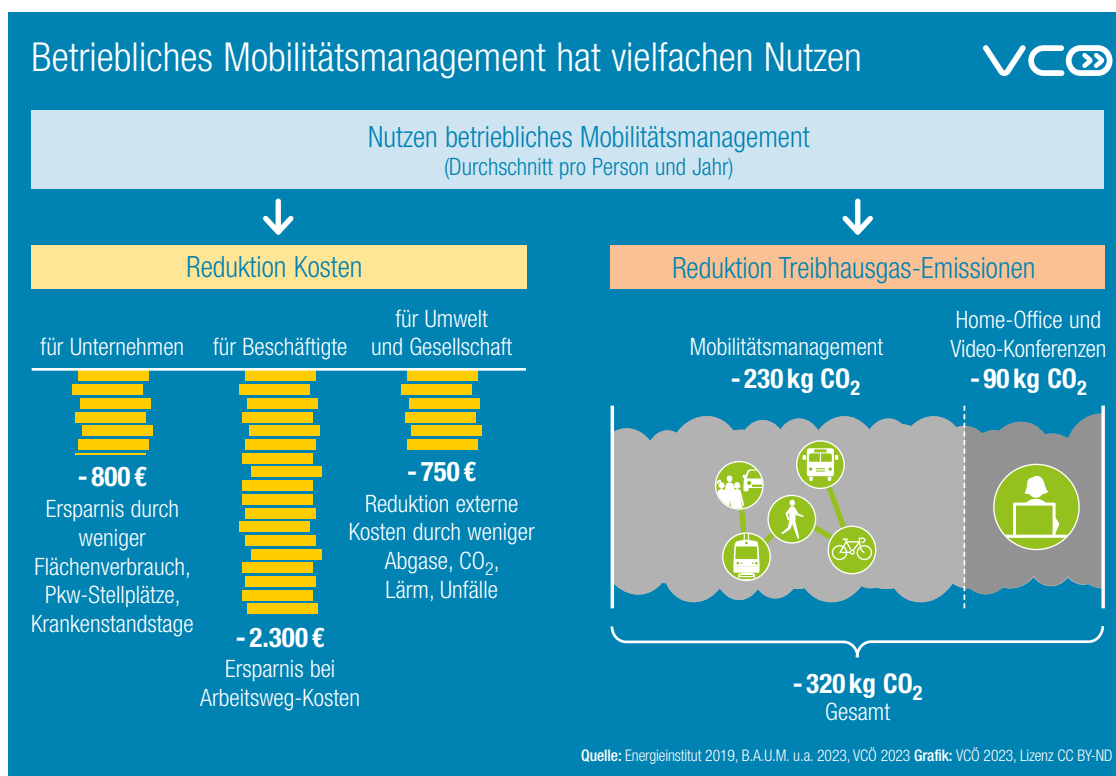 Betriebliches Mobilitätsmanagement hat vielfachen Nutzen
VCÖ
Nutzen betriebliches Mobilitätsmanagement
(Durchschnitt pro Person und Jahr)
Reduktion Kosten
für Unternehmen
für Beschäftigte
für Umwelt
und Gesellschaft
- 800 €
Ersparnis durch
weniger
Flächenverbrauch,
Pkw-Stellplätze,
Krankenstandstage
- 2.300 €
Ersparnis bei
Arbeitsweg-Kosten
- 750 €
Reduktion externe
Kosten durch weniger
Abgase, CO₂,
Lärm, Unfälle
Reduktion Treibhausgas-Emissionen
Mobilitätsmanagement
- 230 kg CO₂
Home-Office und
Video-Konferenzen
- 90 kg CO₂
- 320 kg CO₂
Gesamt
Quelle: Energieinstitut 2019, B.A.U.M. u.a. 2023, VCÖ 2023 Grafik: VCÖ 2023, Lizenz CC BY-ND